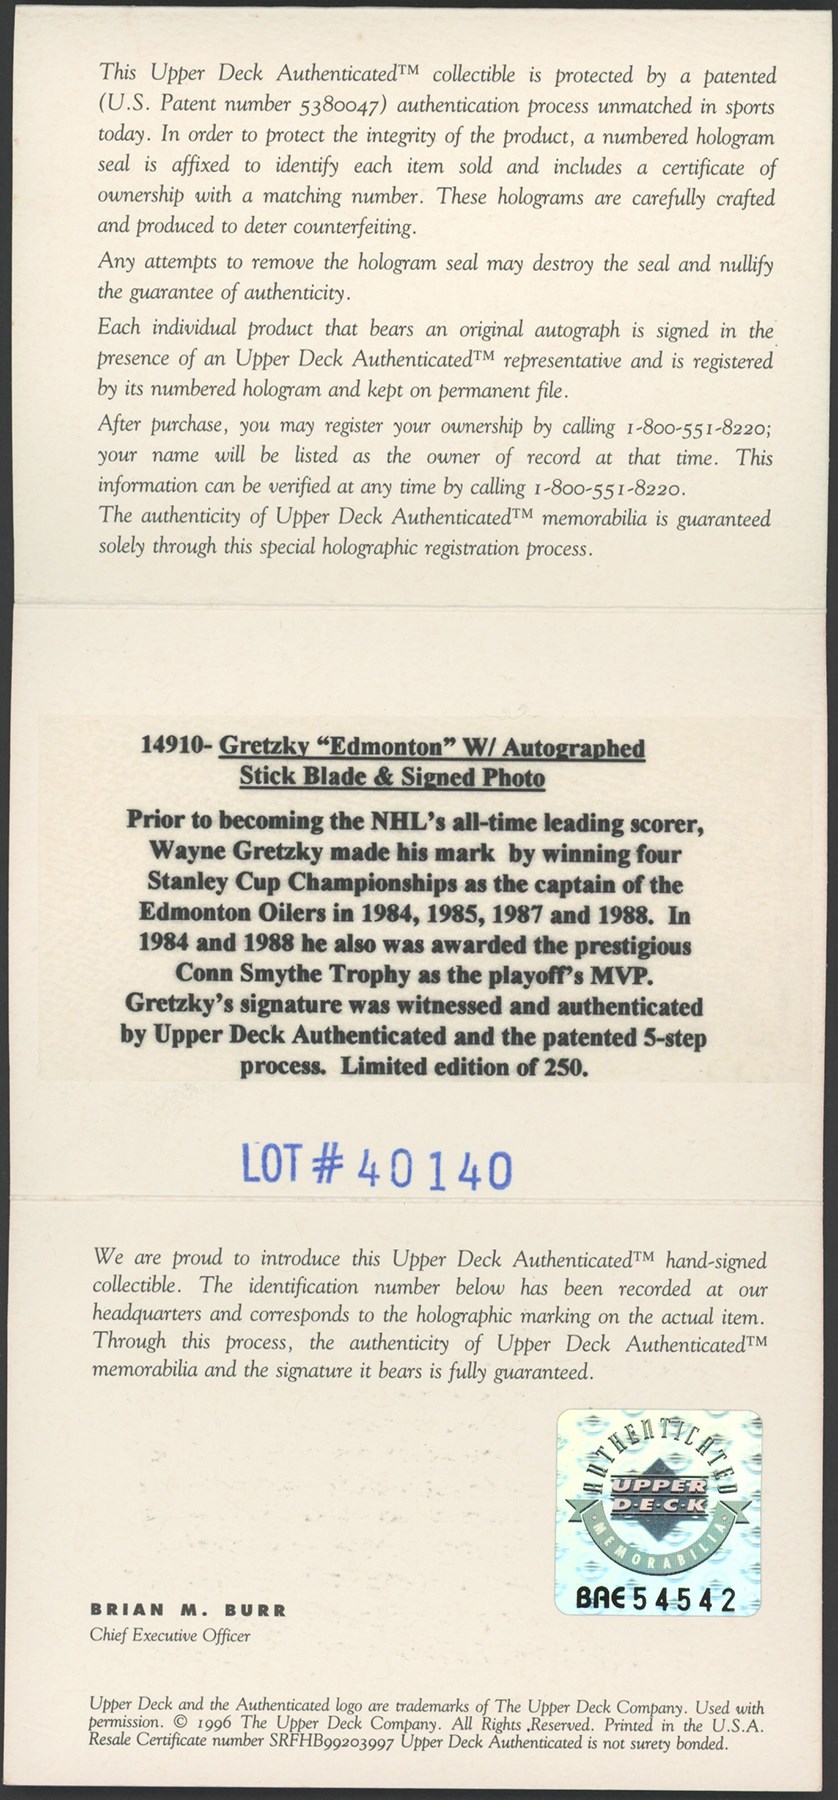 This Upper Deck Authenticated™ collectible is protected by a patented
(U.S. Patent number 5380047) authentication process unmatched in sports
today. In order to protect the integrity of the product, a numbered hologram
seal is affixed to identify each item sold and includes a certificate of
ownership with a matching number. These holograms are carefully crafted
and produced to deter counterfeiting.
Any attempts to remove the hologram seal may destroy the seal and nullify
the guarantee of authenticity.
Each individual product that bears an original autograph is signed in the
presence of an Upper Deck Authenticated™ representative and is registered
by its numbered hologram and kept on permanent file.
After purchase, you may register your ownership by calling 1-800-551-8220;
your name will be listed as the owner of record at that time. This
information can be verified at any time by calling 1-800-551-8220.
The authenticity of Upper Deck Authenticated™ memorabilia is guaranteed
solely through this special holographic registration process.
14910- Gretzky “Edmonton” W/ Autographed
Stick Blade & Signed Photo
Prior to becoming the NHL’s all-time leading scorer,
Wayne Gretzky made his mark by winning four
Stanley Cup Championships as the captain of the
Edmonton Oilers in 1984, 1985, 1987 and 1988. In
1984 and 1988 he also was awarded the prestigious
Conn Smythe Trophy as the playoff’s MVP.
Gretzky’s signature was witnessed and authenticated
by Upper Deck Authenticated and the patented 5-step
process. Limited edition of 250.
LOT # 40140
We are proud to introduce this Upper Deck Authenticated™ hand-signed
collectible. The identification number below has been recorded at our
headquarters and corresponds to the holographic marking on the actual item.
Through this process, the authenticity of Upper Deck Authenticated™
memorabilia and the signature it bears is fully guaranteed.
AUTHENTICATED
UPPER
D·E·C·K
MEMORABILIA
BAE54542
BRIAN M. BURR
Chief Executive Officer
Upper Deck and the Authenticated logo are trademarks of The Upper Deck Company. Used with
permission. © 1996 The Upper Deck Company. All Rights Reserved. Printed in the U.S.A.
Resale Certificate number SRFHB99203997 Upper Deck Authenticated is not surety bonded.